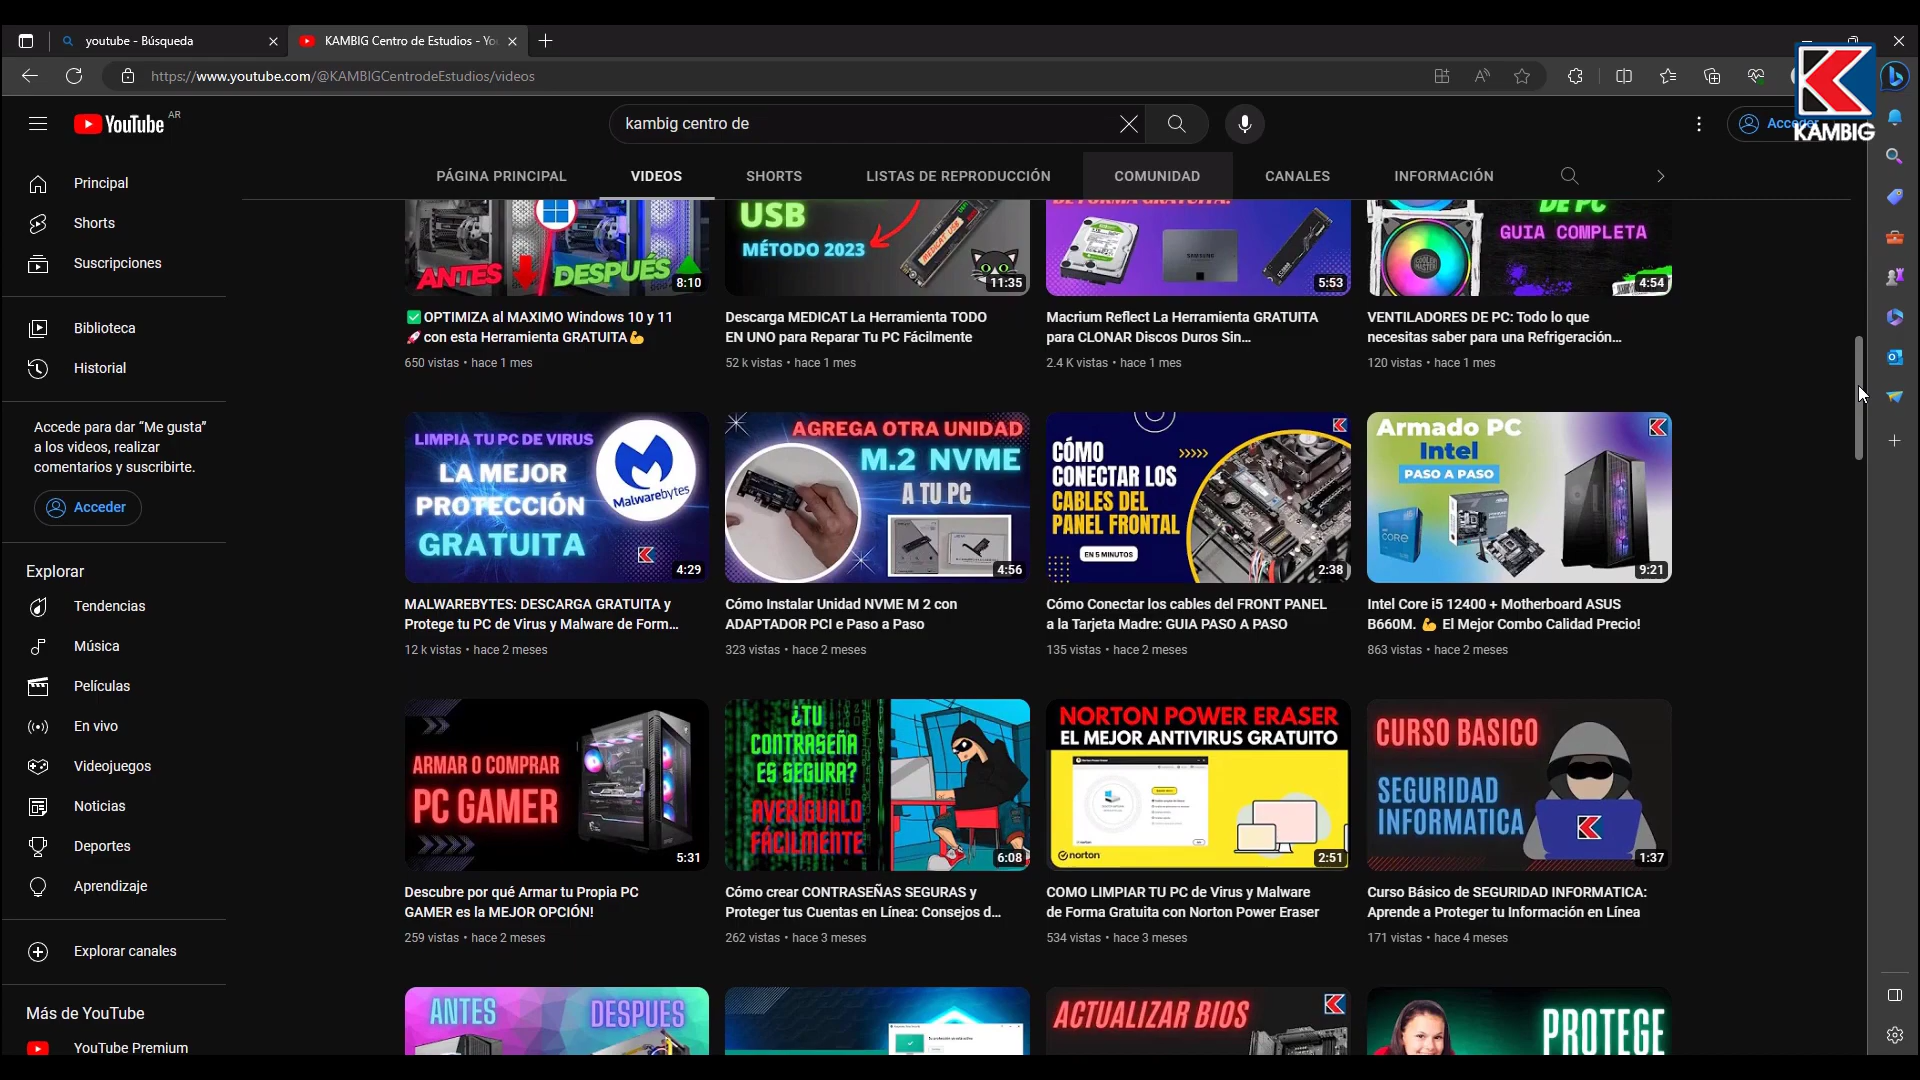 youtube - Búsqueda
KAMBIG Centro de Estudios - Yo
https://www.youtube.com/@KAMBIGCentrodeEstudios/videos
KAMBIG
YouTube AR
kambig centro de
Acceder
PÁGINA PRINCIPAL
VIDEOS
SHORTS
LISTAS DE REPRODUCCIÓN
COMUNIDAD
CANALES
INFORMACIÓN
Principal
Shorts
Suscripciones
Biblioteca
Historial
Accede para dar “Me gusta”
a los videos, realizar
comentarios y suscribirte.
Acceder
Explorar
Tendencias
Música
Películas
En vivo
Videojuegos
Noticias
Deportes
Aprendizaje
Explorar canales
Más de YouTube
YouTube Premium
ANTES
DESPUÉS
8:10
✅OPTIMIZA al MAXIMO Windows 10 y 11
🚀con esta Herramienta GRATUITA💪
650 vistas • hace 1 mes
USB
MÉTODO 2023
MEDICAT USB
11:35
Descarga MEDICAT La Herramienta TODO
EN UNO para Reparar Tu PC Fácilmente
52 k vistas • hace 1 mes
DE FORMA GRATUITA!
SAMSUNG
5:53
Macrium Reflect La Herramienta GRATUITA
para CLONAR Discos Duros Sin...
2.4 K vistas • hace 1 mes
DE PC
GUIA COMPLETA
COOLER
MASTER
4:54
VENTILADORES DE PC: Todo lo que
necesitas saber para una Refrigeración...
120 vistas • hace 1 mes
LIMPIA TU PC DE VIRUS
LA MEJOR
PROTECCIÓN
GRATUITA
Malwarebytes
4:29
MALWAREBYTES: DESCARGA GRATUITA y
Protege tu PC de Virus y Malware de Form...
12 k vistas • hace 2 meses
AGREGA OTRA UNIDAD
M.2 NVME
A TU PC
4:56
Cómo Instalar Unidad NVME M 2 con
ADAPTADOR PCI e Paso a Paso
323 vistas • hace 2 meses
CÓMO
CONECTAR LOS
CABLES DEL
PANEL FRONTAL
EN 5 MINUTOS
2:38
Cómo Conectar los cables del FRONT PANEL
a la Tarjeta Madre: GUIA PASO A PASO
135 vistas • hace 2 meses
Armado PC
Intel
PASO A PASO
CORE
9:21
Intel Core i5 12400 + Motherboard ASUS
B660M. 💪 El Mejor Combo Calidad Precio!
863 vistas • hace 2 meses
ARMAR O COMPRAR
PC GAMER
5:31
Descubre por qué Armar tu Propia PC
GAMER es la MEJOR OPCIÓN!
259 vistas • hace 2 meses
¿TU
CONTRASEÑA
ES SEGURA?
AVERÍGUALO
FÁCILMENTE
6:08
Cómo crear CONTRASEÑAS SEGURAS y
Proteger tus Cuentas en Línea: Consejos d...
262 vistas • hace 3 meses
NORTON POWER ERASER
EL MEJOR ANTIVIRUS GRATUITO
norton
2:51
COMO LIMPIAR TU PC de Virus y Malware
de Forma Gratuita con Norton Power Eraser
534 vistas • hace 3 meses
CURSO BASICO
SEGURIDAD
INFORMATICA
1:37
Curso Básico de SEGURIDAD INFORMATICA:
Aprende a Proteger tu Información en Línea
171 vistas • hace 4 meses
ANTES
DESPUES
ACTUALIZAR BIOS
PROTEGE